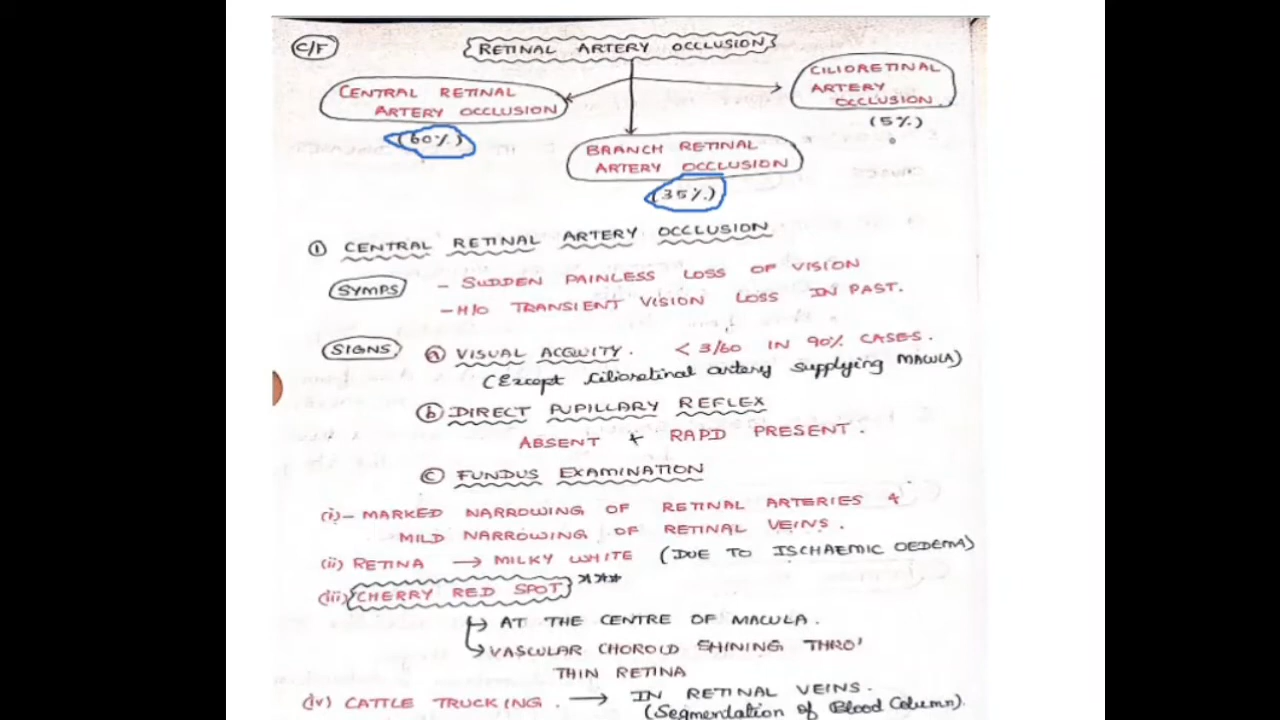 C/F
RETINAL ARTERY OCCLUSION
CENTRAL RETINAL
ARTERY OCCLUSION
(60%)
BRANCH RETINAL
ARTERY OCCLUSION
(35%)
CILIORETINAL
ARTERY
OCCLUSION
(5%)
① CENTRAL RETINAL ARTERY OCCLUSION
SYMPS - SUDDEN PAINLESS LOSS OF VISION
- H/O TRANSIENT VISION LOSS IN PAST.
SIGNS ⓐ VISUAL ACQUITY. < 3/60 IN 90% CASES.
(Except cilioretinal artery supplying MACULA)
ⓑ DIRECT PUPILLARY REFLEX
ABSENT + RAPD PRESENT.
ⓒ FUNDUS EXAMINATION
(i) - MARKED NARROWING OF RETINAL ARTERIES &
MILD NARROWING OF RETINAL VEINS.
(ii) RETINA → MILKY WHITE (DUE TO ISCHAEMIC OEDEMA)
(iii) CHERRY RED SPOT ***
→ AT THE CENTRE OF MACULA.
→ VASCULAR CHOROID SHINING THRO'
THIN RETINA
(iv) CATTLE TRUCKING. → IN RETINAL VEINS.
(Segmendation of Blood Column).